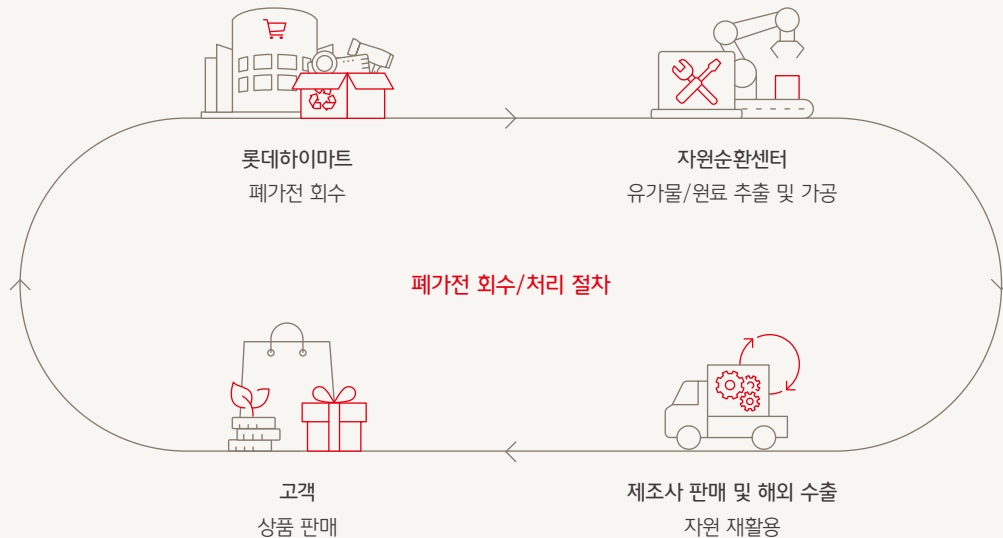 롯데하이마트
폐가전 회수
자원순환센터
유가물/원료 추출 및 가공
폐가전 회수/처리 절차
고객
상품 판매
제조사 판매 및 해외 수출
자원 재활용